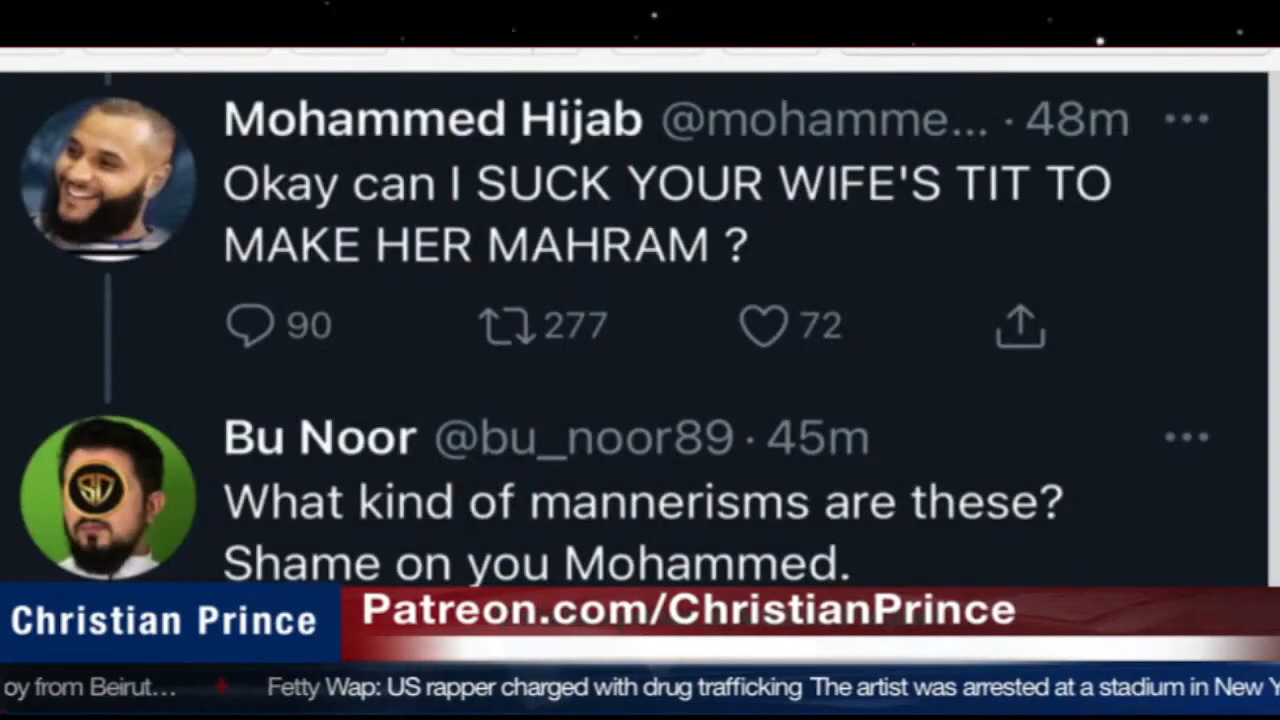 Mohammed Hijab @mohamme... · 48m ···
Okay can I SUCK YOUR WIFE'S TIT TO
MAKE HER MAHRAM ?
90 277 72
Bu Noor @bu_noor89 · 45m ···
What kind of mannerisms are these?
Shame on you Mohammed.
Christian Prince
Patreon.com/ChristianPrince
oy from Beirut... Fetty Wap: US rapper charged with drug trafficking The artist was arrested at a stadium in New Y